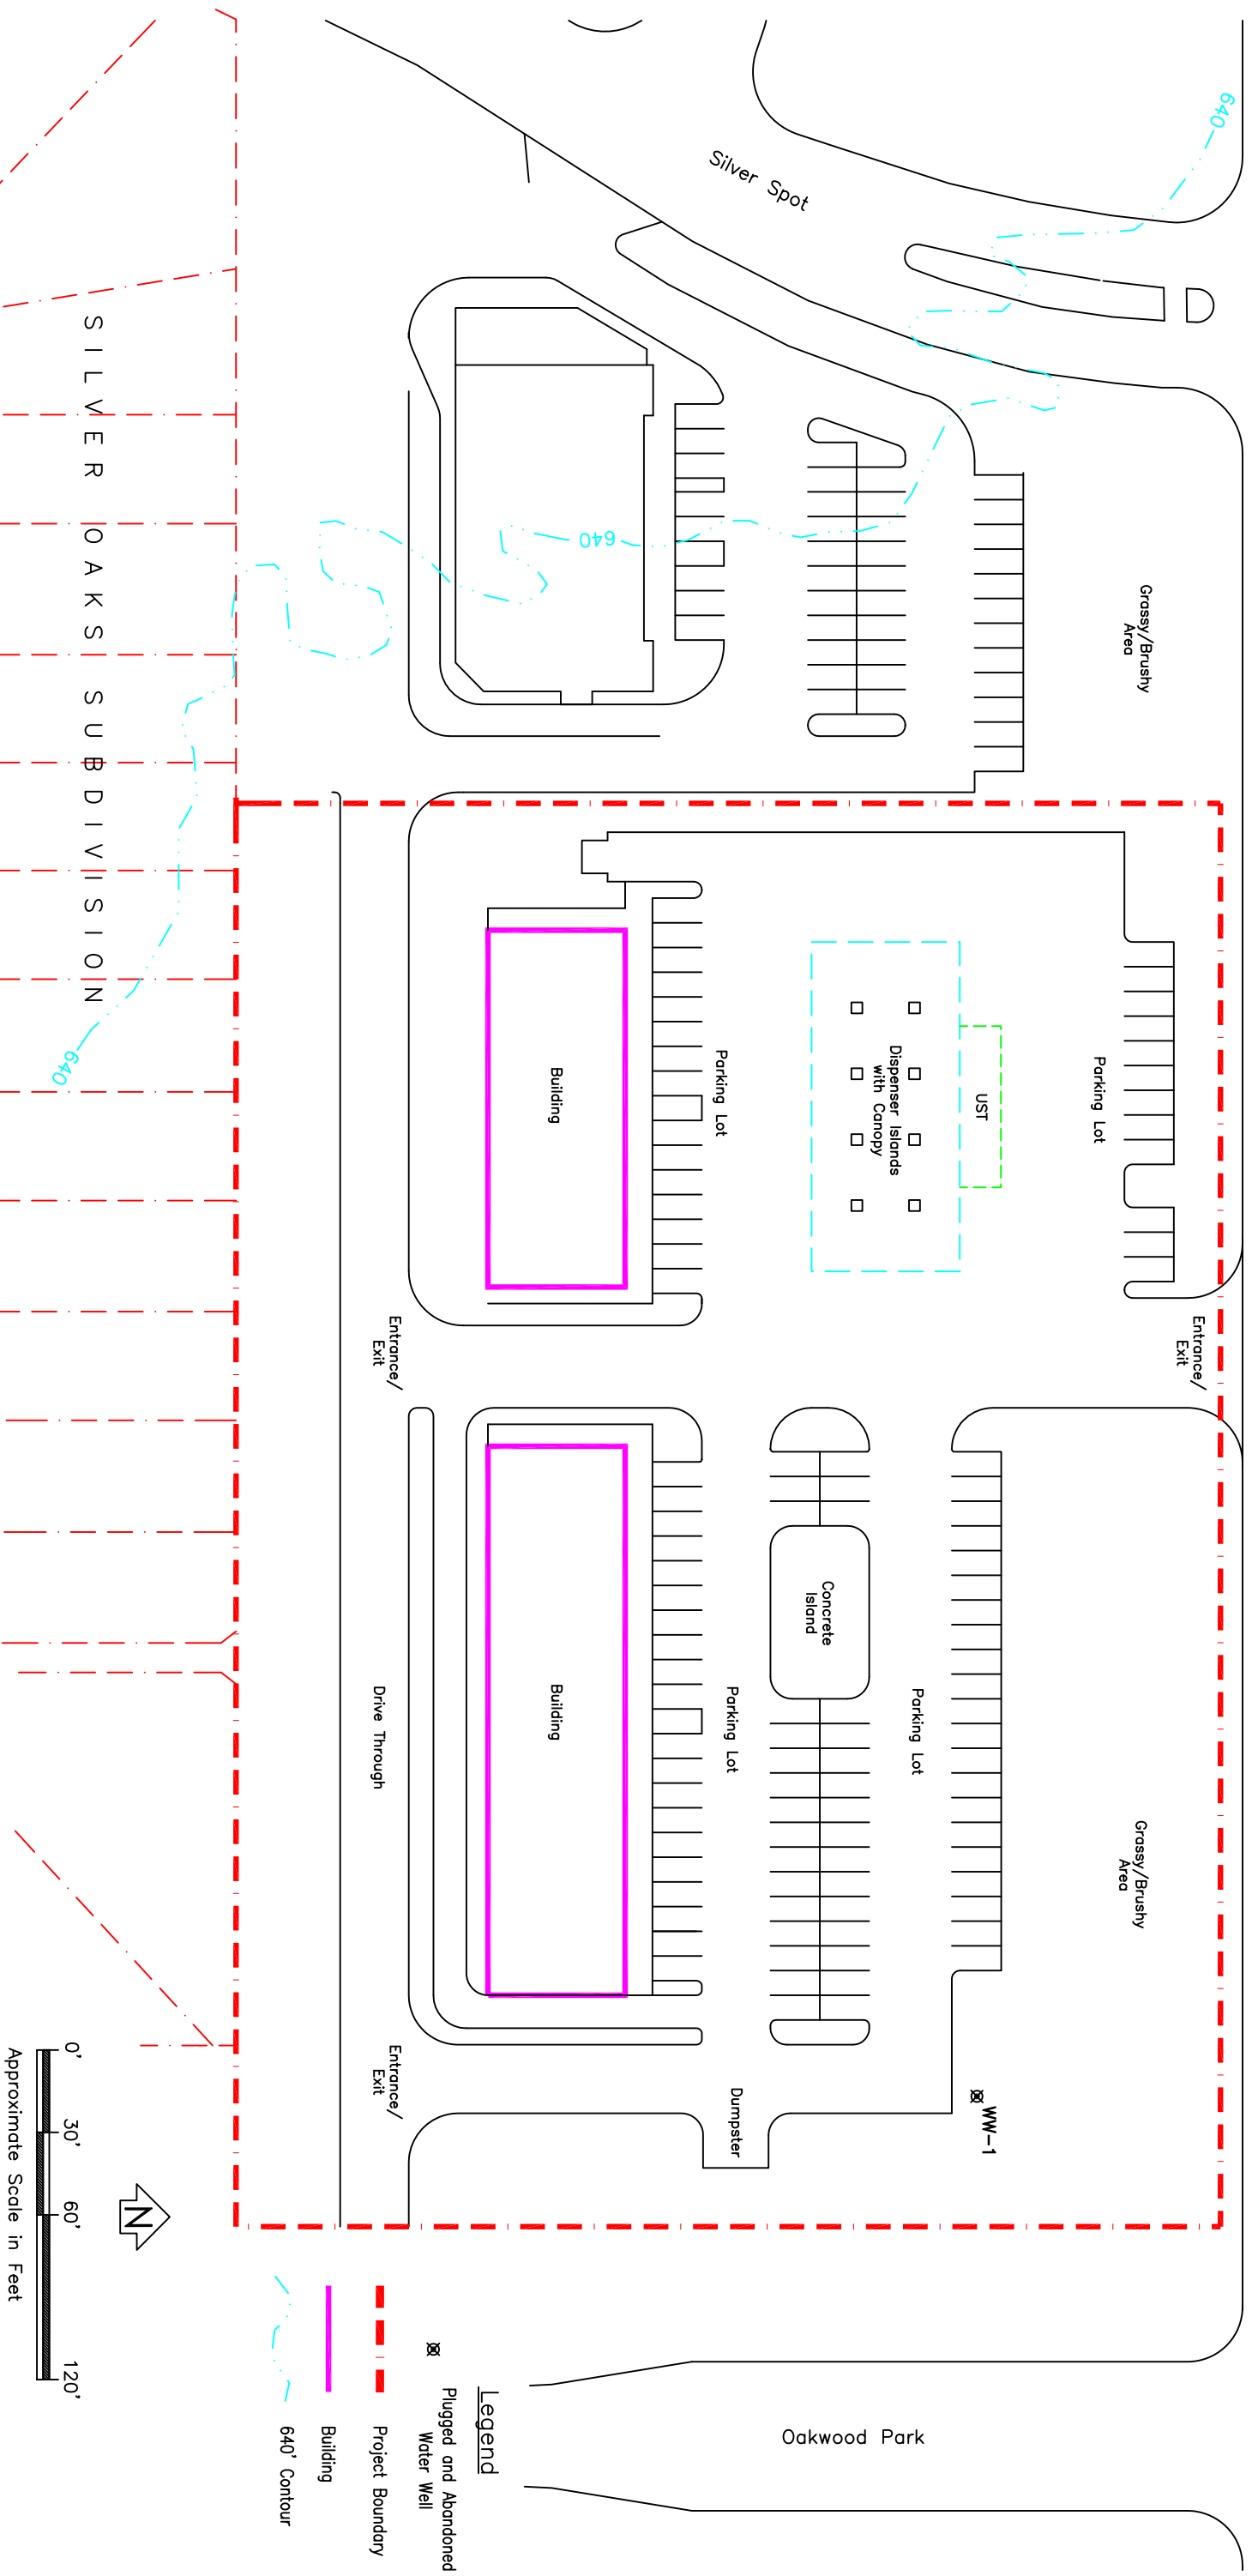 640
Silver Spot
Grassy/Brushy
Area
640
SILVER OAKS SUBDIVISION
640
Building
Parking Lot
Dispenser Islands
with Canopy
UST
Parking Lot
Entrance/
Exit
Entrance/
Exit
Concrete
Island
Building
Parking Lot
Parking Lot
Drive Through
Grassy/Brushy
Area
Entrance/
Exit
Dumpster
WW-1
Oakwood Park
Legend
Plugged and Abandoned
Water Well
Project Boundary
Building
640' Contour
N
0' 30' 60' 120'
Approximate Scale in Feet